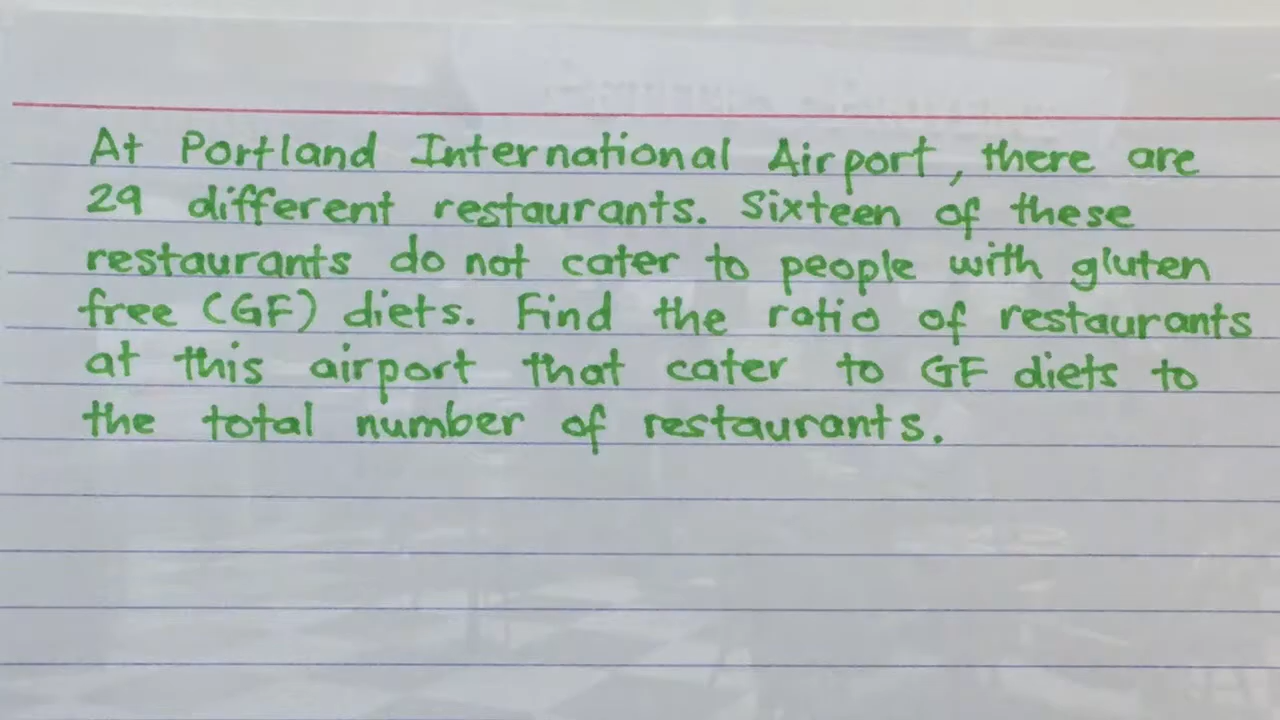 At Portland International Airport, there are
29 different restaurants. Sixteen of these
restaurants do not cater to people with gluten
free (GF) diets. Find the ratio of restaurants
at this airport that cater to GF diets to
the total number of restaurants.